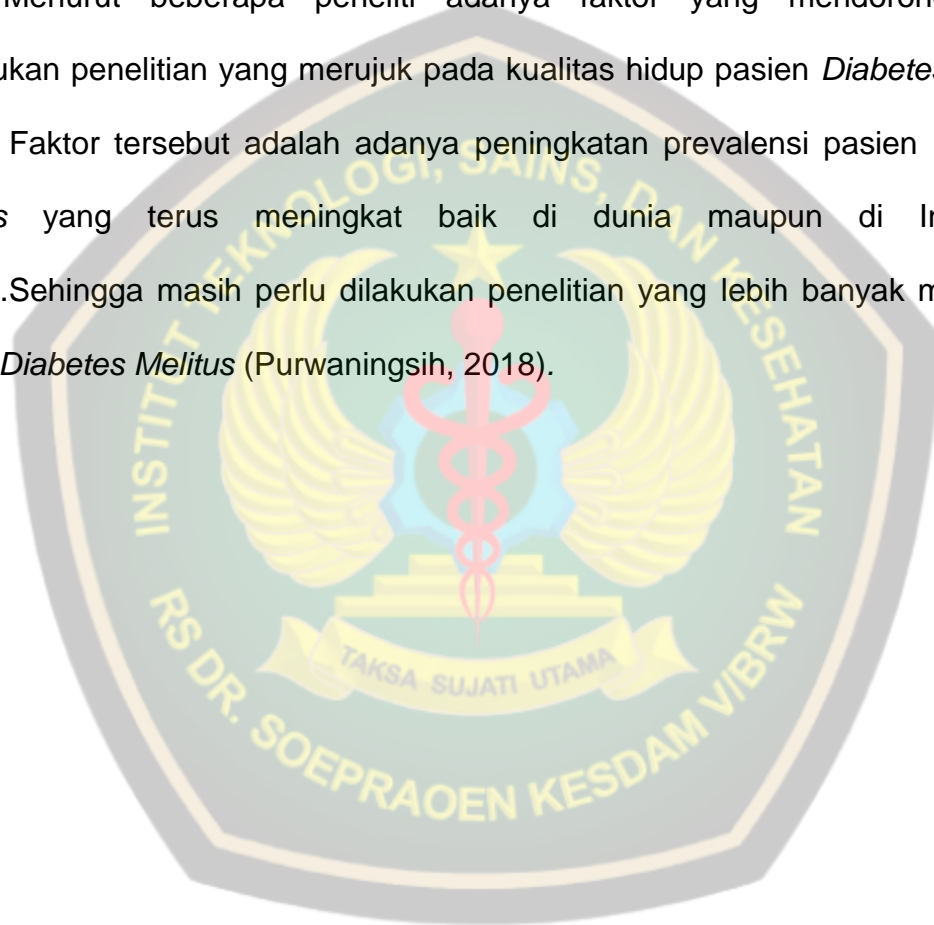 Menurut beberapa peneliti adanya faktor yang mendorong
ukan penelitian yang merujuk pada kualitas hidup pasien Diabetes
Faktor tersebut adalah adanya peningkatan prevalensi pasien
s yang terus meningkat baik di dunia maupun di In
.Sehingga masih perlu dilakukan penelitian yang lebih banyak m
Diabetes Melitus (Purwaningsih, 2018).
INSTITUT TEKNOLOGI, SAINS, DAN KESEHATAN
TAKSA SUJATI UTAMA
RS DR. SOEPRAOEN KESDAM V/BRW